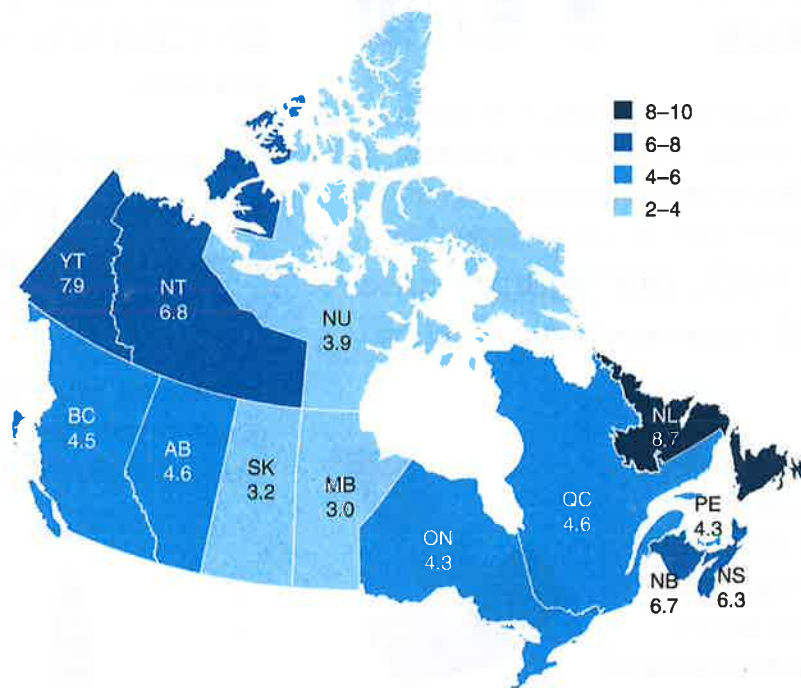 8–10
6–8
4–6
2–4
YT
7.9
NT
6.8
NU
3.9
BC
4.5
AB
4.6
SK
3.2
MB
3.0
ON
4.3
QC
4.6
NL
8.7
PE
4.3
NB
6.7
NS
6.3